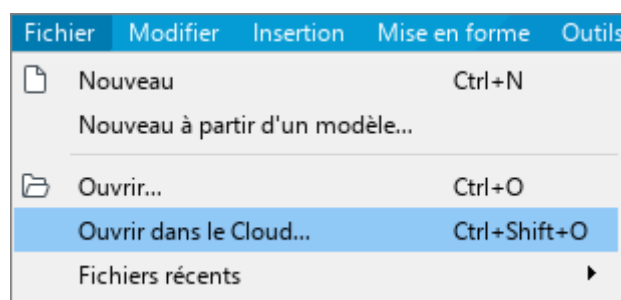 Fichier Modifier Insertion Mise en forme Outils
Nouveau Ctrl+N
Nouveau à partir d'un modèle...
Ouvrir... Ctrl+O
Ouvrir dans le Cloud... Ctrl+Shift+O
Fichiers récents